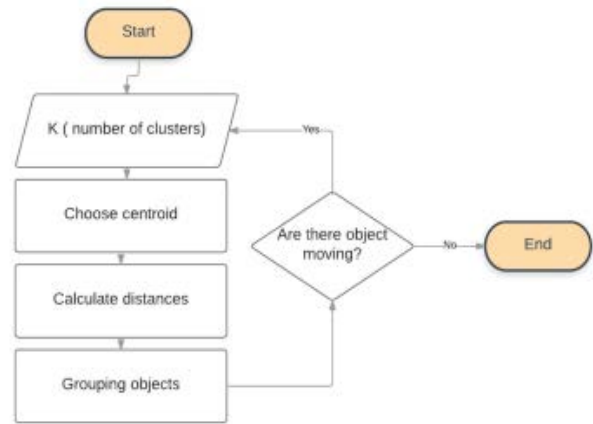 Start
K ( number of clusters)
Yes
Choose centroid
Are there object
moving?
No
End
Calculate distances
Grouping objects